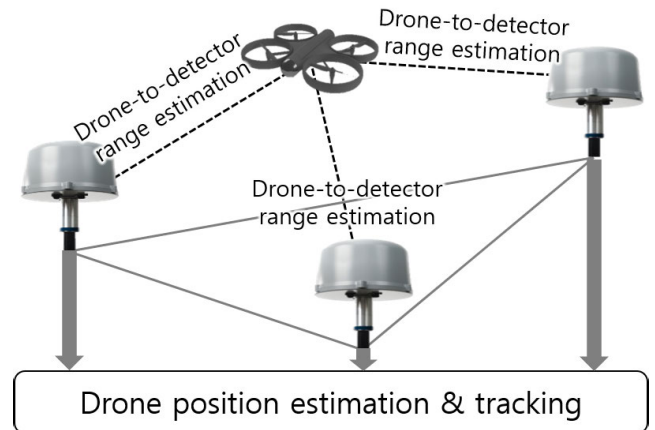 Drone-to-detector
range estimation
Drone-to-detector
range estimation
Drone-to-detector
range estimation
Drone position estimation & tracking